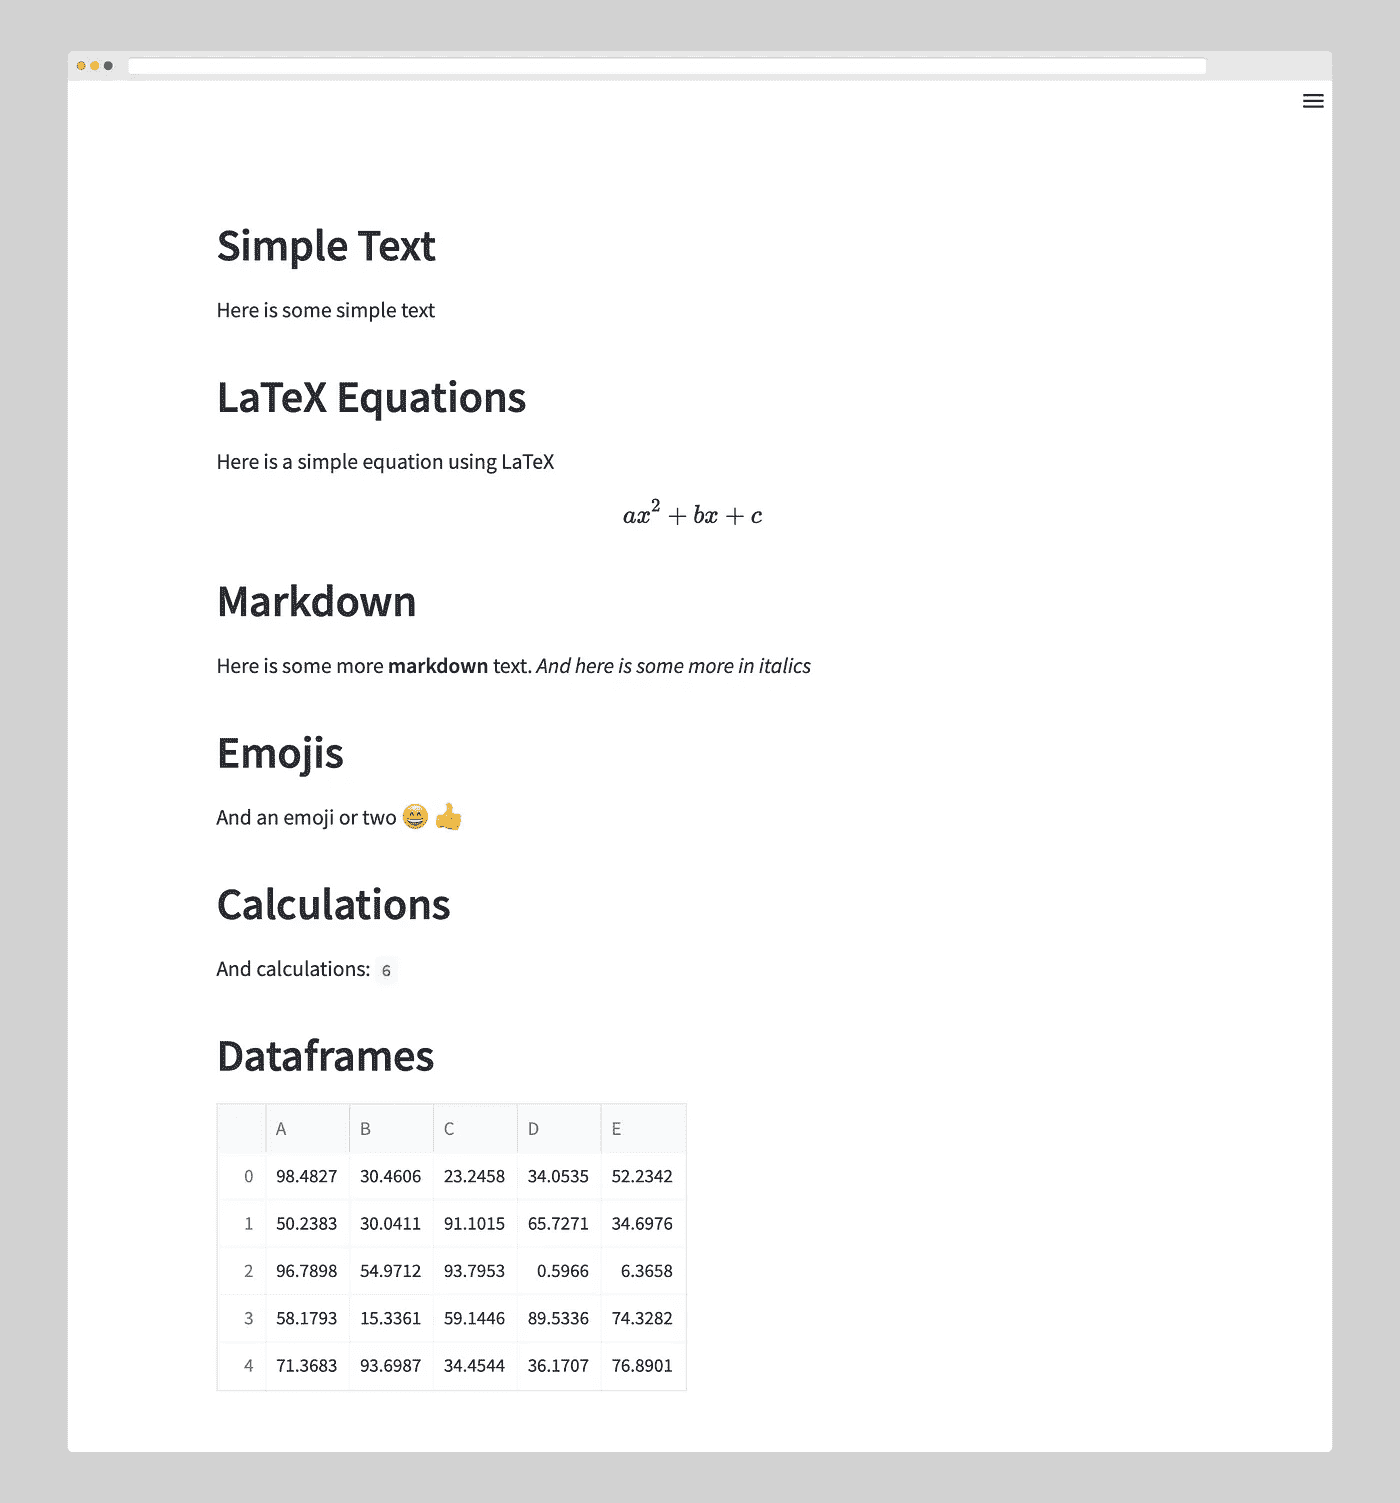 Simple Text
Here is some simple text
LaTeX Equations
Here is a simple equation using LaTeX
ax² + bx + c
Markdown
Here is some more markdown text. And here is some more in italics
Emojis
And an emoji or two 😄 👍
Calculations
And calculations: 6
Dataframes
A B C D E
0 98.4827 30.4606 23.2458 34.0535 52.2342
1 50.2383 30.0411 91.1015 65.7271 34.6976
2 96.7898 54.9712 93.7953 0.5966 6.3658
3 58.1793 15.3361 59.1446 89.5336 74.3282
4 71.3683 93.6987 34.4544 36.1707 76.8901